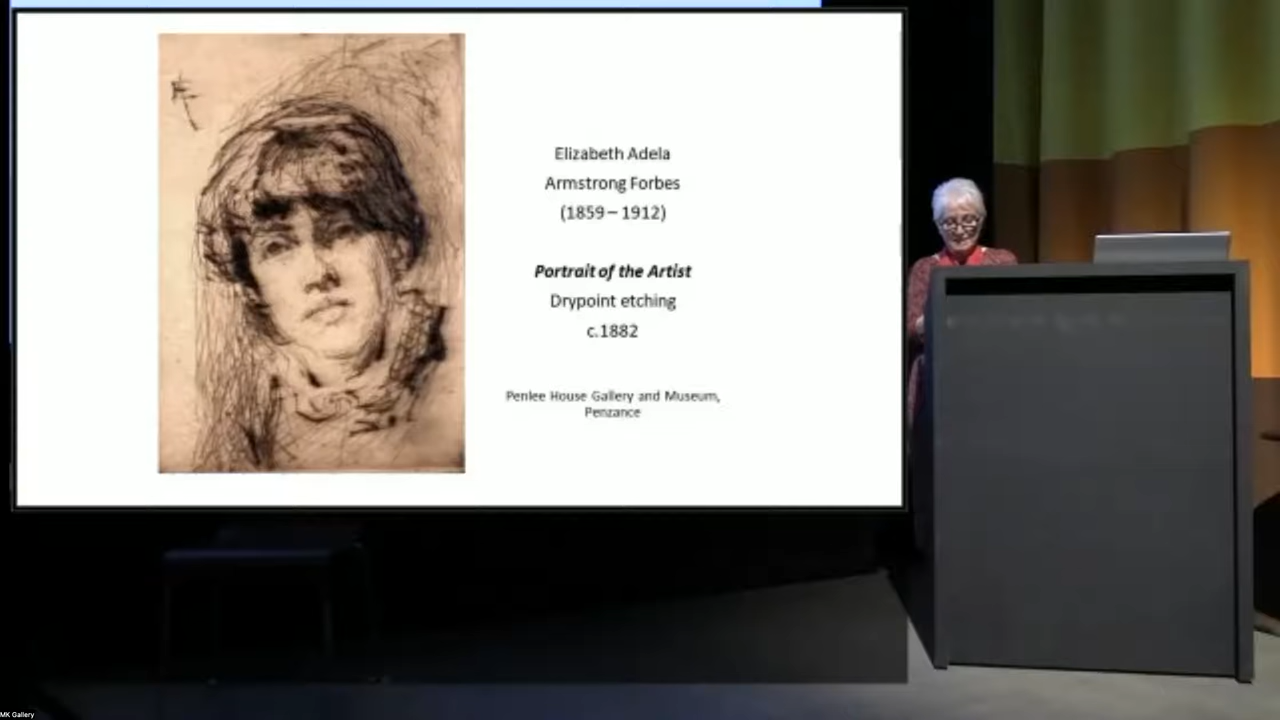 Elizabeth Adela
Armstrong Forbes
(1859 – 1912)
Portrait of the Artist
Drypoint etching
c.1882
Penlee House Gallery and Museum,
Penzance
MK Gallery